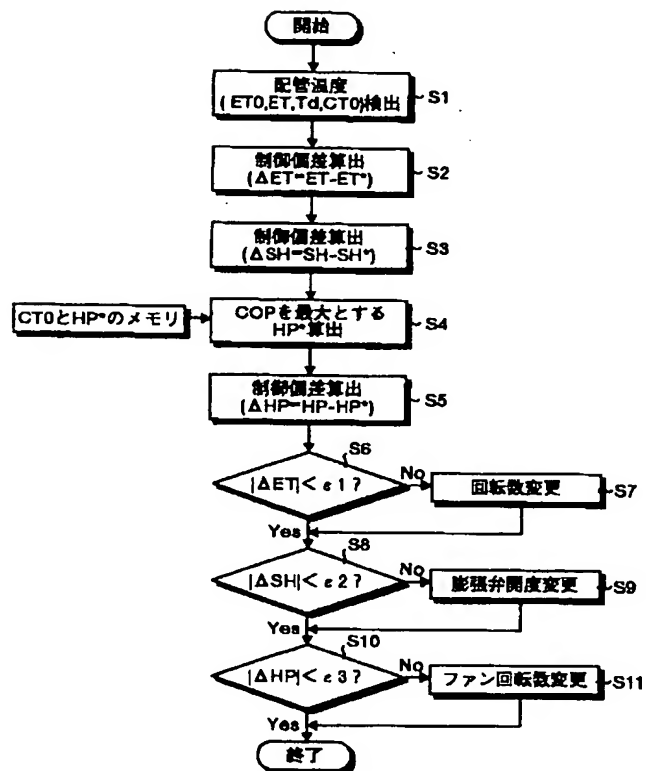 開始
配管温度
(ET0,ET,Td,CT0)検出
S1
制御偏差算出
(ΔET=ET-ET*)
S2
制御偏差算出
(ΔSH=SH-SH*)
S3
CT0とHP*のメモリ
COPを最大とする
HP*算出
S4
制御偏差算出
(ΔHP=HP-HP*)
S5
S6
|ΔET|< ε1?
No
回転数変更
S7
Yes
S8
|ΔSH|< ε2?
No
膨張弁開度変更
S9
Yes
S10
|ΔHP|< ε3?
No
ファン回転数変更
S11
Yes
終了